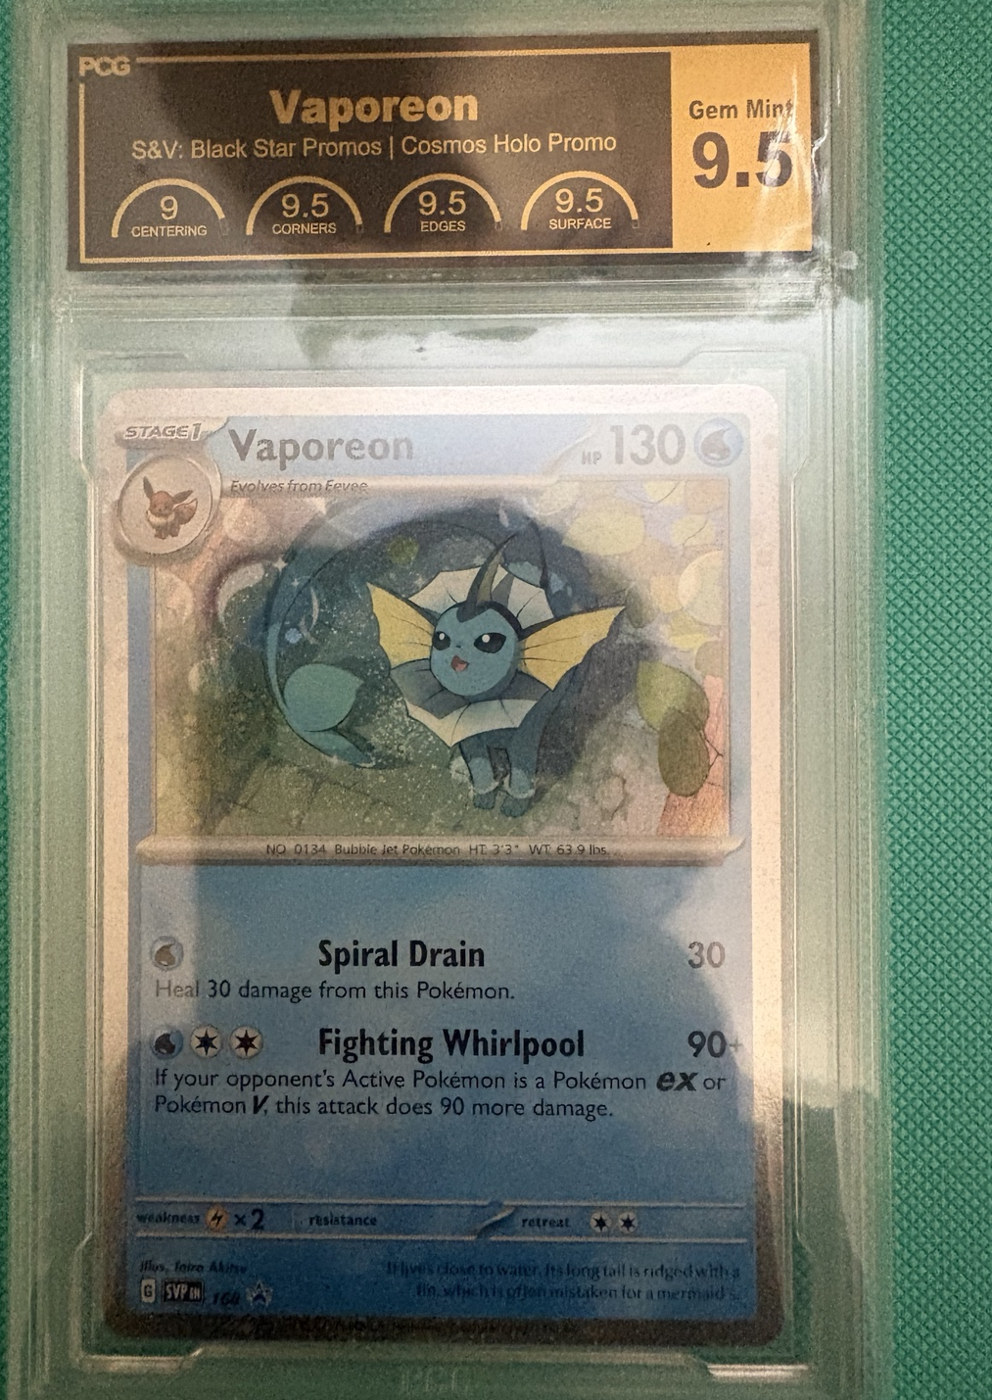 PCG
Vaporeon
S&V: Black Star Promos | Cosmos Holo Promo
Gem Mint
9.5
9
CENTERING
9.5
CORNERS
9.5
EDGES
9.5
SURFACE
STAGE1
Vaporeon
HP 130
Evolves from Eevee
NO. 0134 Bubble Jet Pokémon HT: 3'3" WT: 63.9 lbs.
Spiral Drain 30
Heal 30 damage from this Pokémon.
Fighting Whirlpool 90+
If your opponent's Active Pokémon is a Pokémon ex or
Pokémon V, this attack does 90 more damage.
weakness ×2 resistance retreat
Illus.
It lives close to water. Its long tail is ridged with a
fin, which is often mistaken for a mermaid's.
G SVP EN